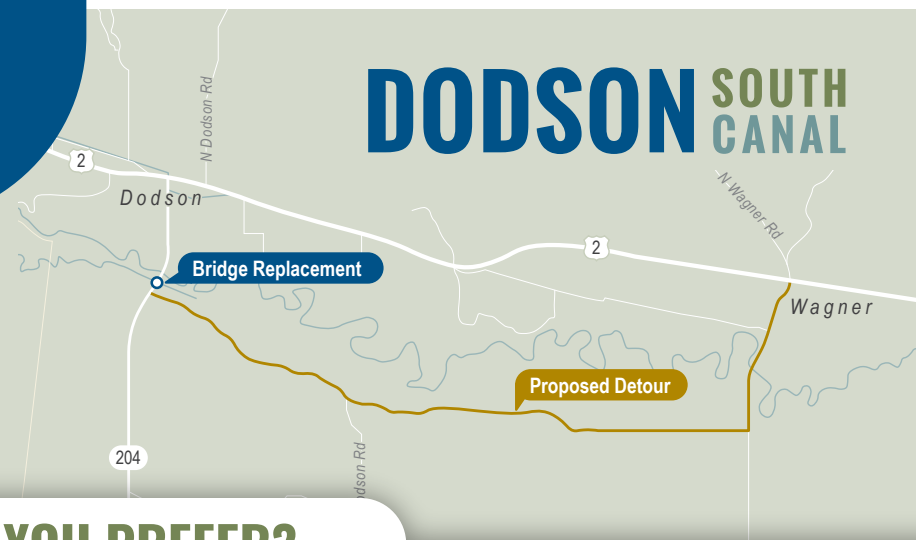 DODSON SOUTH CANAL
N Dodson Rd
2
Dodson
N Wagner Rd
2
Bridge Replacement
Wagner
Proposed Detour
204
dson Rd
YOU PREFER?